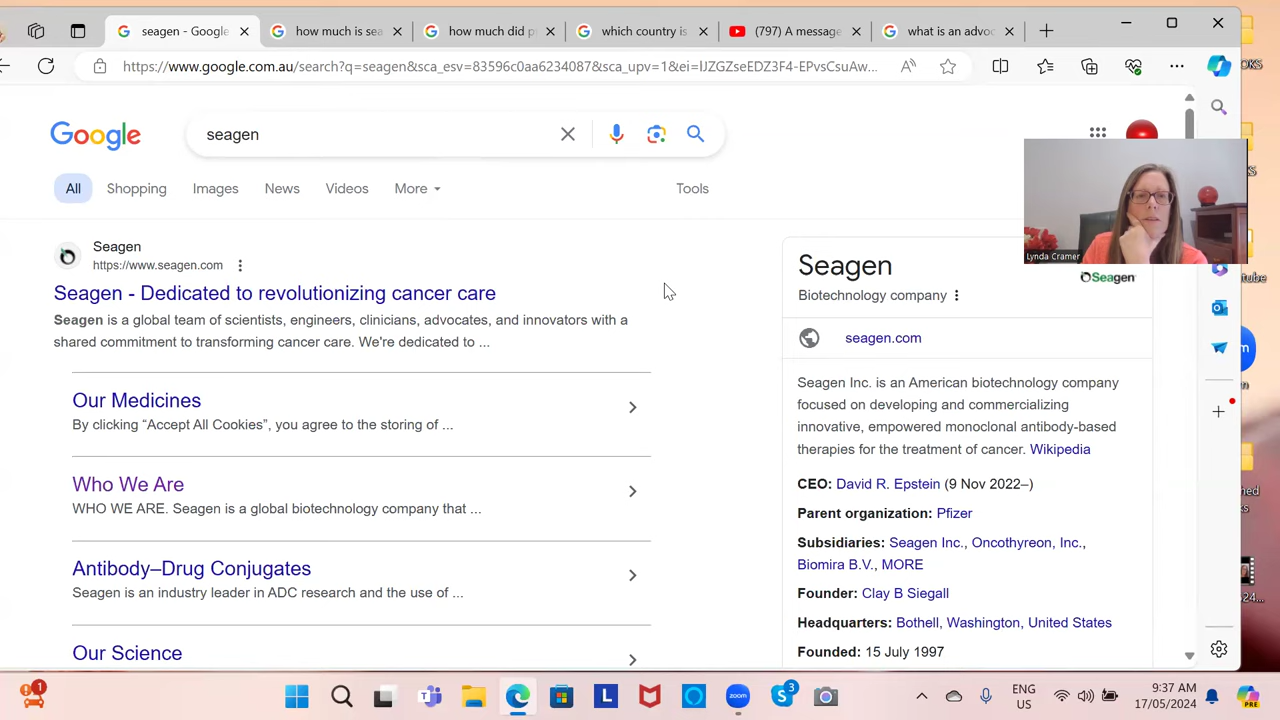 seagen - Google
how much is sea
how much did p
which country is
(797) A message
what is an advoc
https://www.google.com.au/search?q=seagen&sca_esv=83596c0aa6234087&sca_upv=1&ei=IJZGZseEDZ3F4-EPvsCsuAw...
Google
seagen
All
Shopping
Images
News
Videos
More
Tools
Lynda Cramer
Seagen
https://www.seagen.com
Seagen - Dedicated to revolutionizing cancer care
Seagen is a global team of scientists, engineers, clinicians, advocates, and innovators with a
shared commitment to transforming cancer care. We're dedicated to ...
Our Medicines
By clicking “Accept All Cookies”, you agree to the storing of ...
Who We Are
WHO WE ARE. Seagen is a global biotechnology company that ...
Antibody–Drug Conjugates
Seagen is an industry leader in ADC research and the use of ...
Our Science
Seagen
Seagen
Biotechnology company
seagen.com
Seagen Inc. is an American biotechnology company
focused on developing and commercializing
innovative, empowered monoclonal antibody-based
therapies for the treatment of cancer. Wikipedia
CEO: David R. Epstein (9 Nov 2022–)
Parent organization: Pfizer
Subsidiaries: Seagen Inc., Oncothyreon, Inc.,
Biomira B.V., MORE
Founder: Clay B Siegall
Headquarters: Bothell, Washington, United States
Founded: 15 July 1997
1
L
zoom
S 3
ENG
US
9:37 AM
17/05/2024
PRE